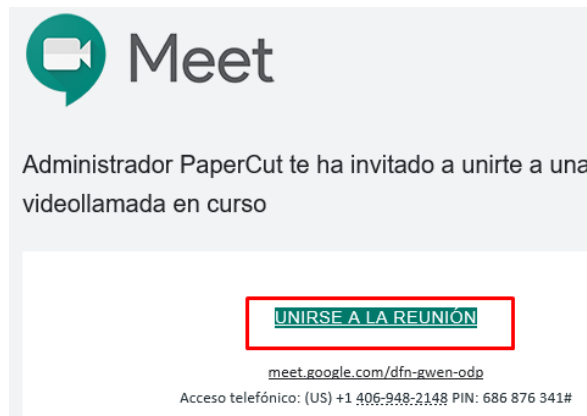 Meet
Administrador PaperCut te ha invitado a unirte a una
videollamada en curso
UNIRSE A LA REUNIÓN
meet.google.com/dfn-gwen-odp
Acceso telefónico: (US) +1 406-948-2148 PIN: 686 876 341#